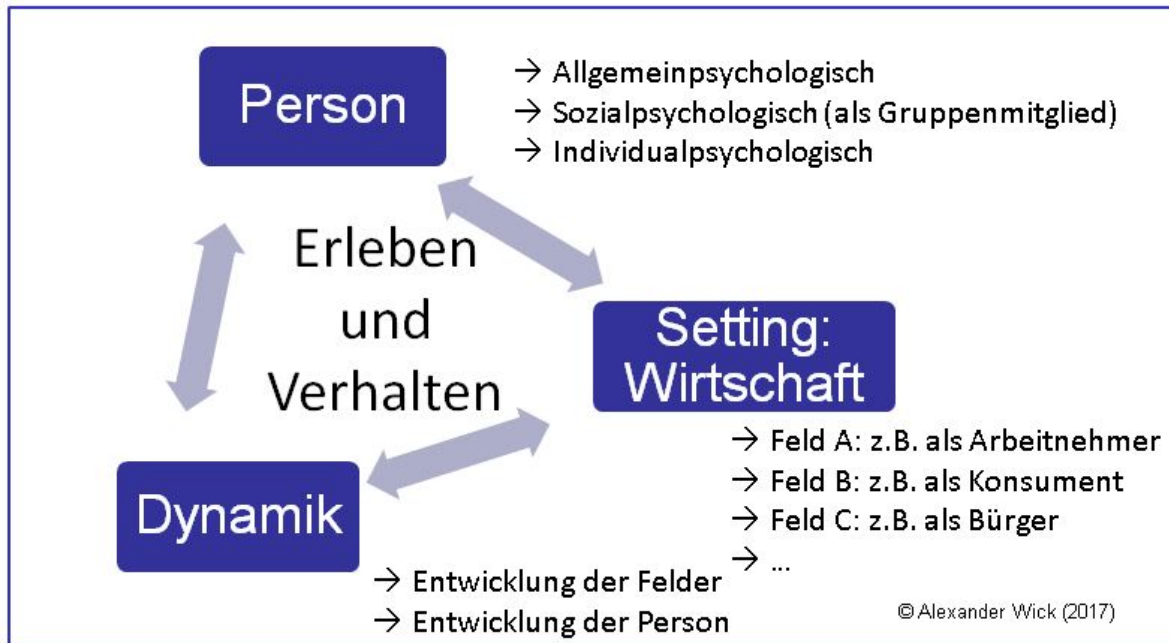 Person
→ Allgemeinpsychologisch
→ Sozialpsychologisch (als Gruppenmitglied)
→ Individualpsychologisch
Erleben
und
Verhalten
Setting:
Wirtschaft
→ Feld A: z.B. als Arbeitnehmer
→ Feld B: z.B. als Konsument
→ Feld C: z.B. als Bürger
→ ...
Dynamik
→ Entwicklung der Felder
→ Entwicklung der Person
© Alexander Wick (2017)